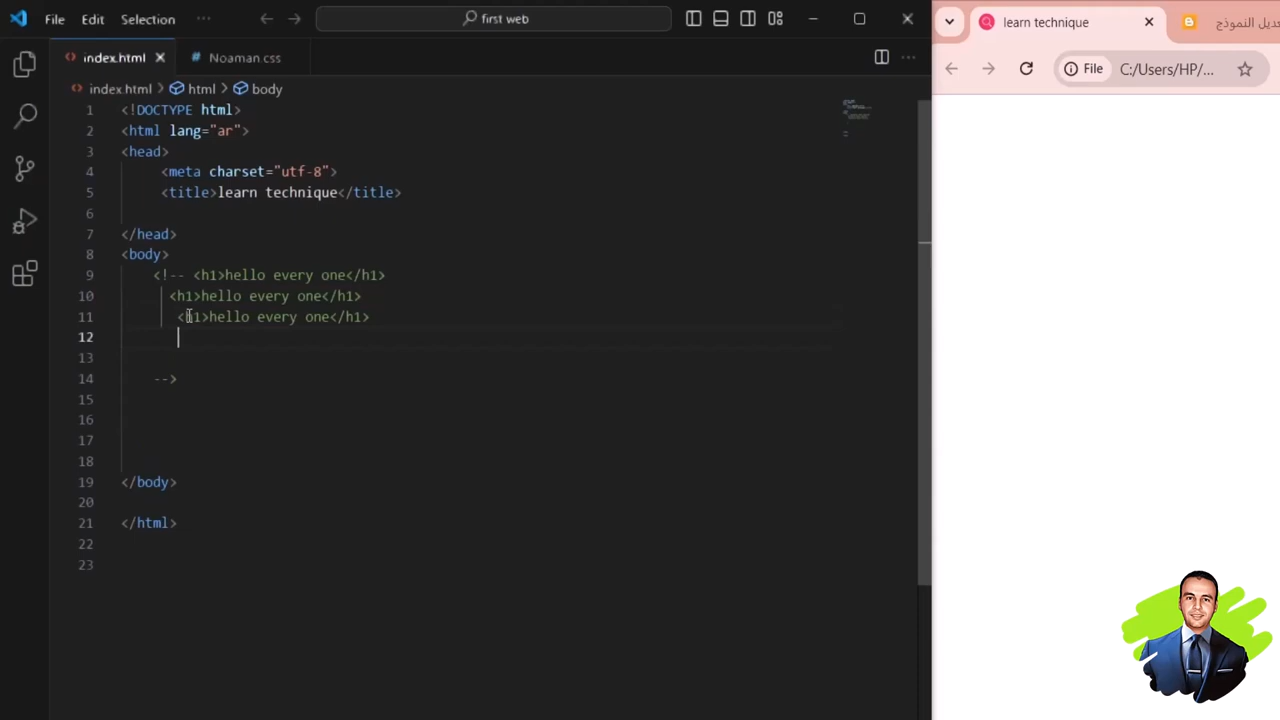 File Edit Selection ··· first web
learn technique
تعديل النموذج
index.html Noaman.css
File C:/Users/HP/...
index.html > html > body
1 <!DOCTYPE html>
2 <html lang="ar">
3 <head>
4 <meta charset="utf-8">
5 <title>learn technique</title>
6
7 </head>
8 <body>
9 <!-- <h1>hello every one</h1>
10 <h1>hello every one</h1>
11 <h1>hello every one</h1>
12
13
14 -->
15
16
17
18
19 </body>
20
21 </html>
22
23